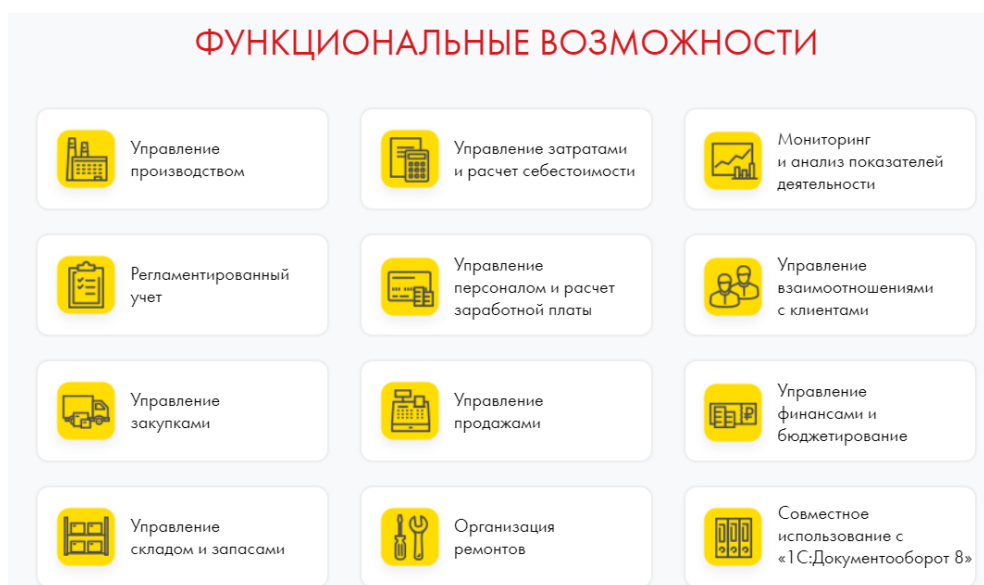 ФУНКЦИОНАЛЬНЫЕ ВОЗМОЖНОСТИ
Управление
производством
Управление затратами
и расчет себестоимости
Мониторинг
и анализ показателей
деятельности
Регламентированный
учет
Управление
персоналом и расчет
заработной платы
Управление
взаимоотношениями
с клиентами
Управление
закупками
Управление
продажами
Управление
финансами и
бюджетирование
Управление
складом и запасами
Организация
ремонтов
Совместное
использование с
«1С:Документооборот 8»